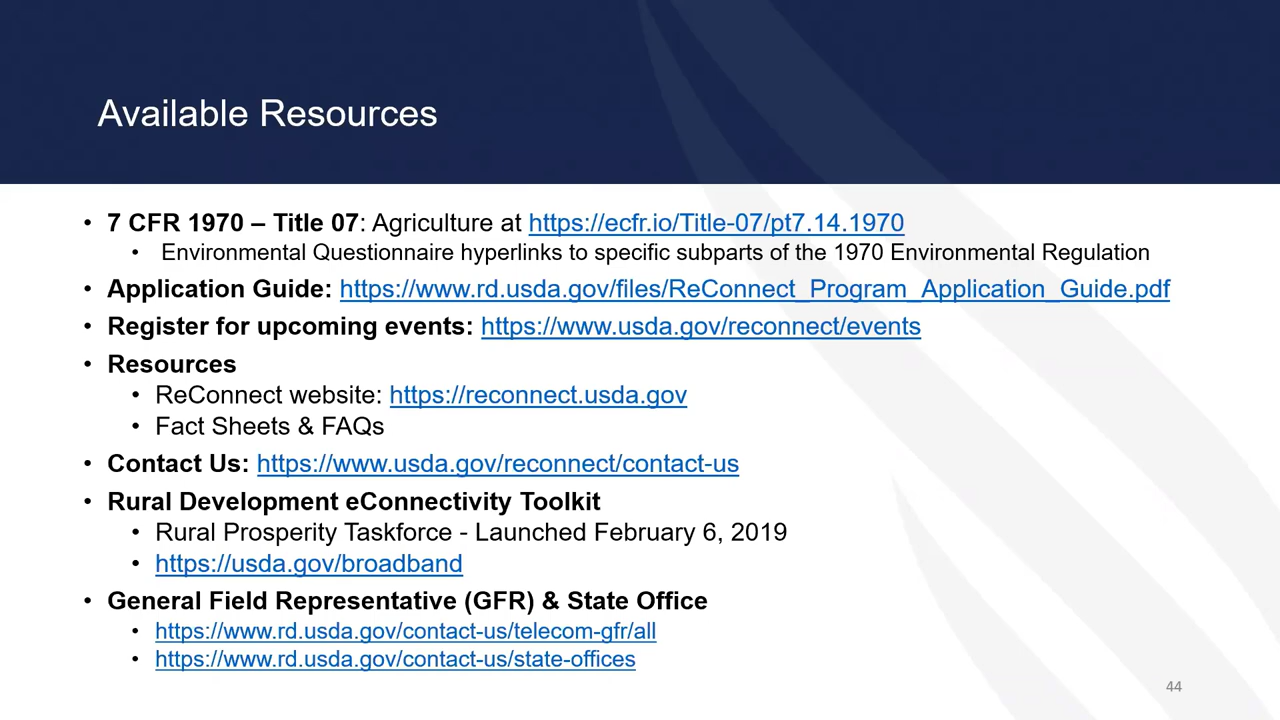 Available Resources
• 7 CFR 1970 – Title 07: Agriculture at https://ecfr.io/Title-07/pt7.14.1970
• Environmental Questionnaire hyperlinks to specific subparts of the 1970 Environmental Regulation
• Application Guide: https://www.rd.usda.gov/files/ReConnect_Program_Application_Guide.pdf
• Register for upcoming events: https://www.usda.gov/reconnect/events
• Resources
• ReConnect website: https://reconnect.usda.gov
• Fact Sheets & FAQs
• Contact Us: https://www.usda.gov/reconnect/contact-us
• Rural Development eConnectivity Toolkit
• Rural Prosperity Taskforce - Launched February 6, 2019
• https://usda.gov/broadband
• General Field Representative (GFR) & State Office
• https://www.rd.usda.gov/contact-us/telecom-gfr/all
• https://www.rd.usda.gov/contact-us/state-offices
44